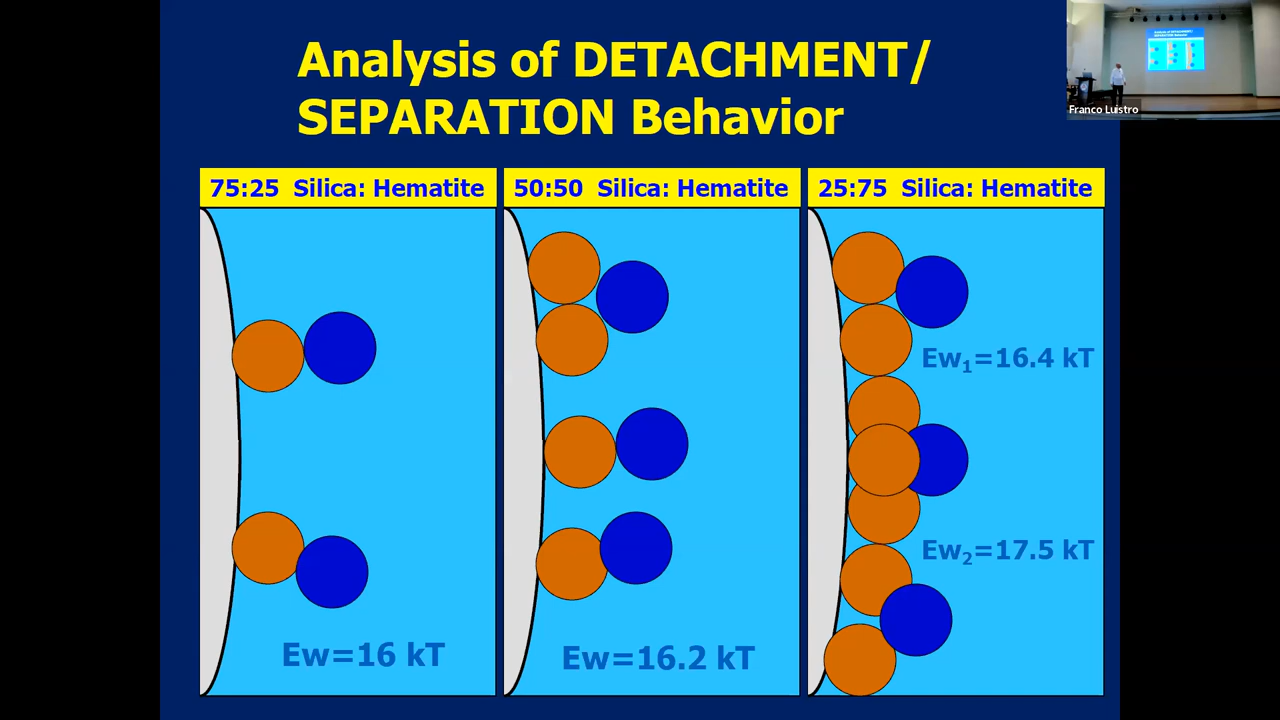 Analysis of DETACHMENT/
SEPARATION Behavior
Franco Luistro
75:25 Silica: Hematite
50:50 Silica: Hematite
25:75 Silica: Hematite
Ew=16 kT
Ew=16.2 kT
Ew₁=16.4 kT
Ew₂=17.5 kT